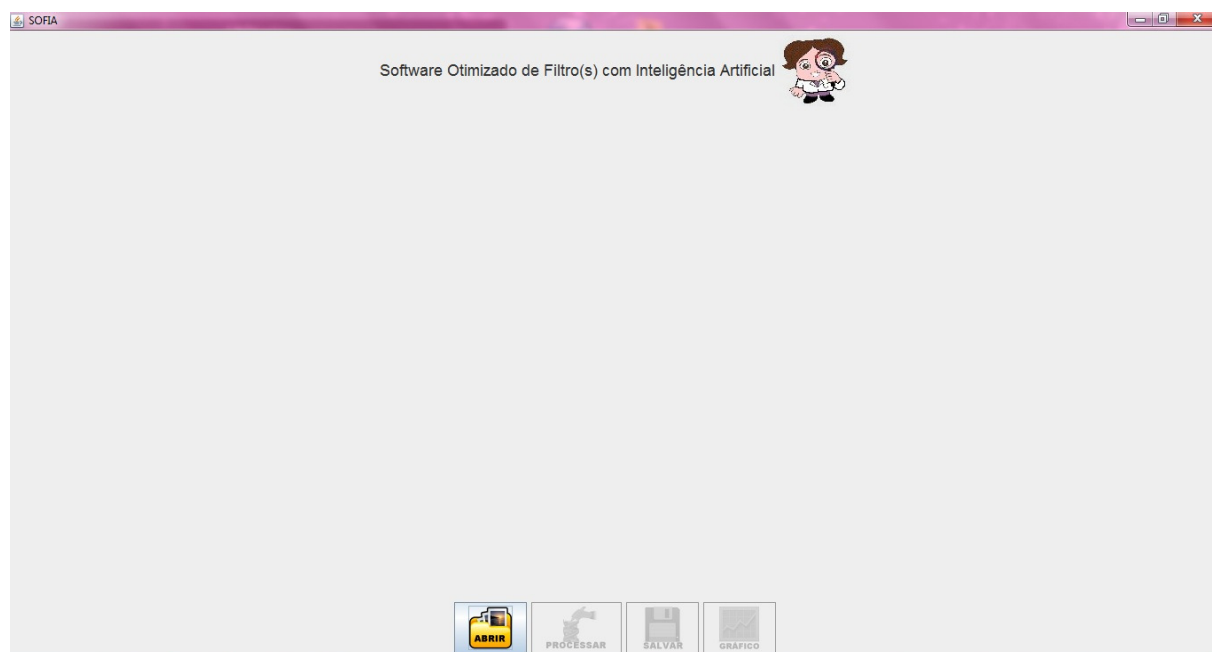 SOFIA
Software Otimizado de Filtro(s) com Inteligência Artificial
ABRIR
PROCESSAR
SALVAR
GRÁFICO